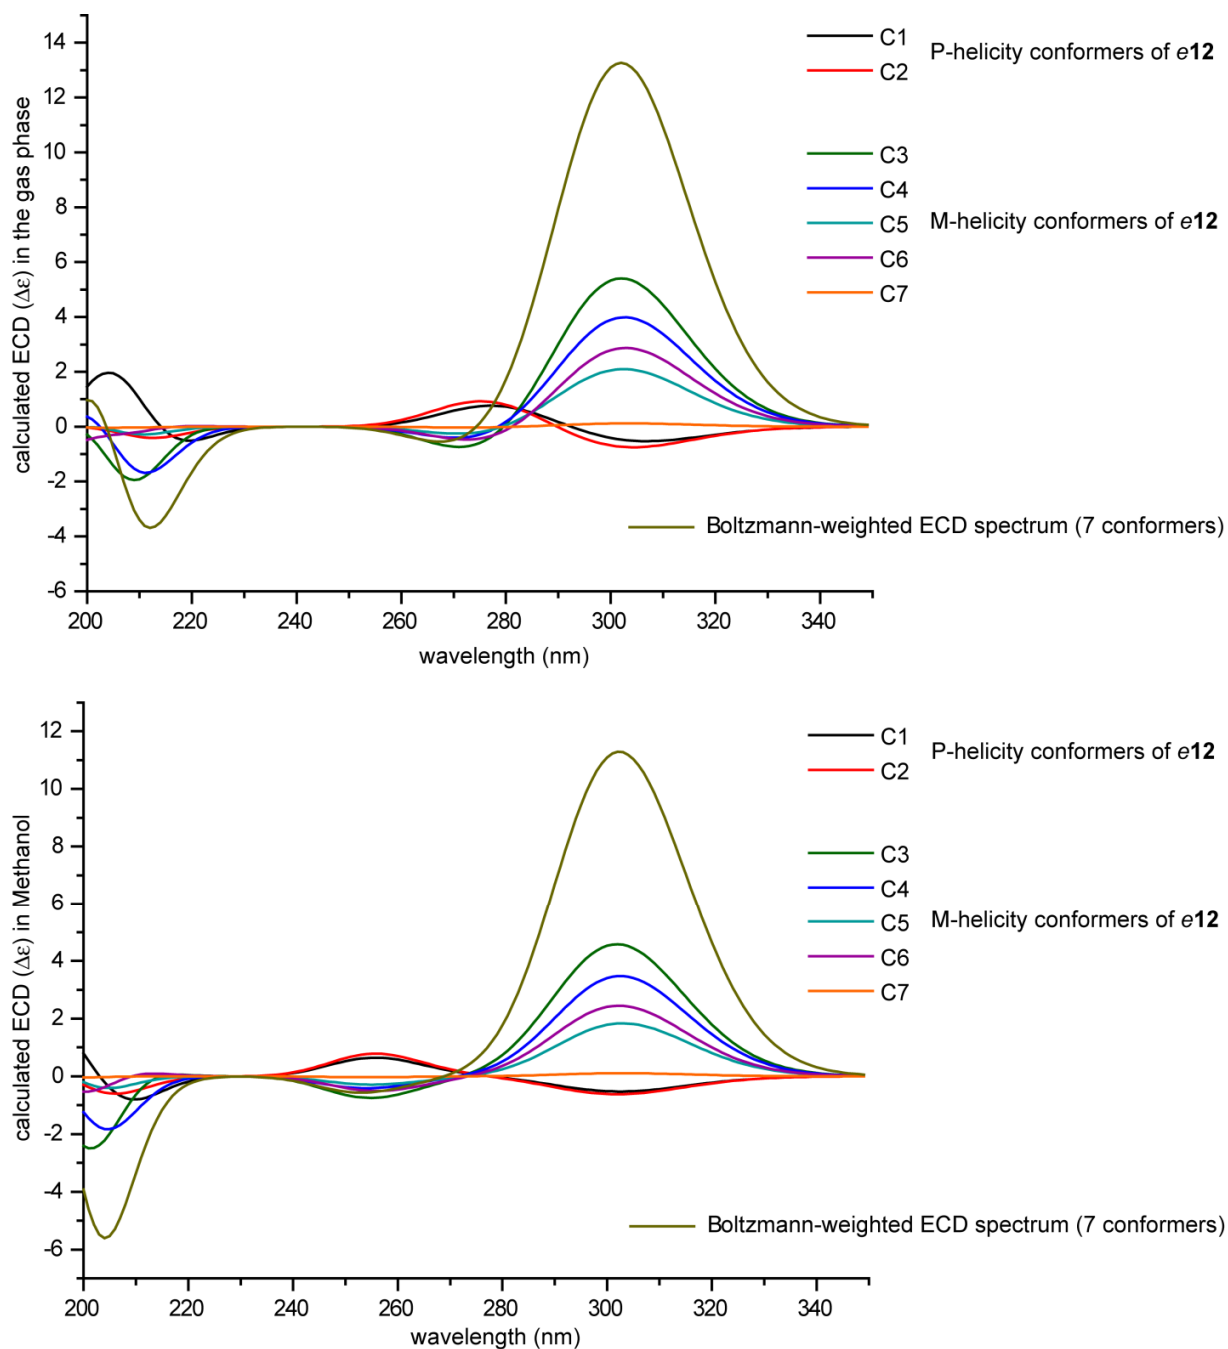 calculated ECD (Δε) in the gas phase
14
12
10
8
6
4
2
0
-2
-4
-6
200
220
240
260
280
300
320
340
wavelength (nm)
C1
C2
P-helicity conformers of e12
C3
C4
C5
C6
C7
M-helicity conformers of e12
Boltzmann-weighted ECD spectrum (7 conformers)
calculated ECD (Δε) in Methanol
12
10
8
6
4
2
0
-2
-4
-6
200
220
240
260
280
300
320
340
wavelength (nm)
C1
C2
P-helicity conformers of e12
C3
C4
C5
C6
C7
M-helicity conformers of e12
Boltzmann-weighted ECD spectrum (7 conformers)